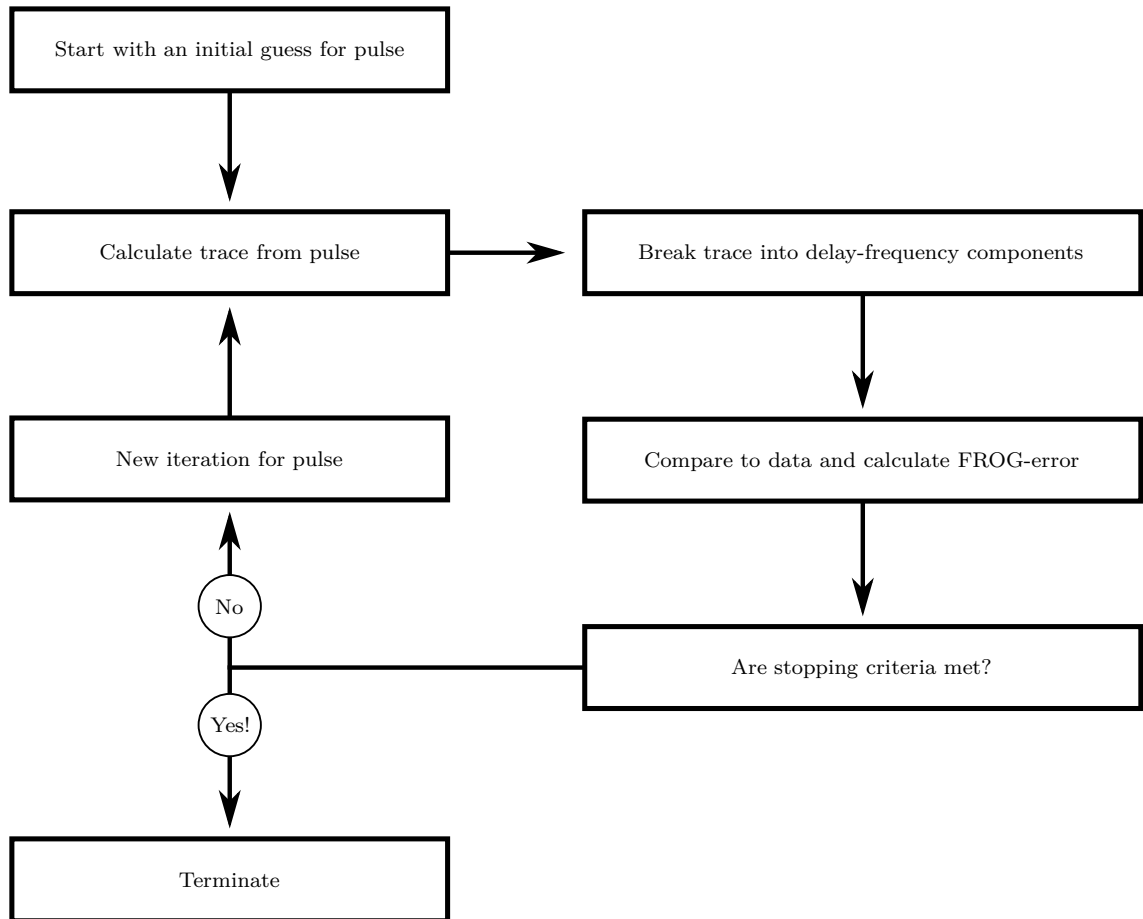 Start with an initial guess for pulse
Calculate trace from pulse
Break trace into delay-frequency components
New iteration for pulse
Compare to data and calculate FROG-error
No
Are stopping criteria met?
Yes!
Terminate